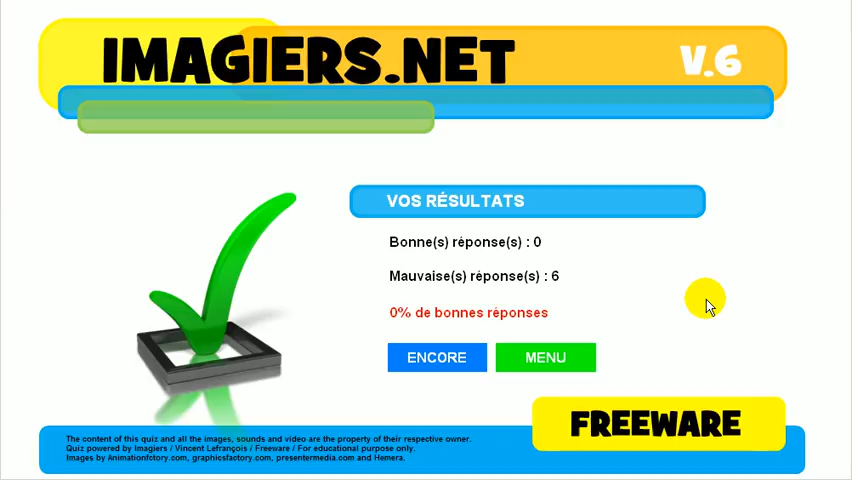 IMAGIERS.NET
V.6
VOS RÉSULTATS
Bonne(s) réponse(s) : 0
Mauvaise(s) réponse(s) : 6
0% de bonnes réponses
ENCORE
MENU
FREEWARE
The content of this quiz and all the images, sounds and video are the property of their respective owner.
Quiz powered by Imagiers / Vincent Lefrançois / Freeware / For educational purpose only.
Images by Animationfctory.com, graphicsfactory.com, presentermedia.com and Hemera.